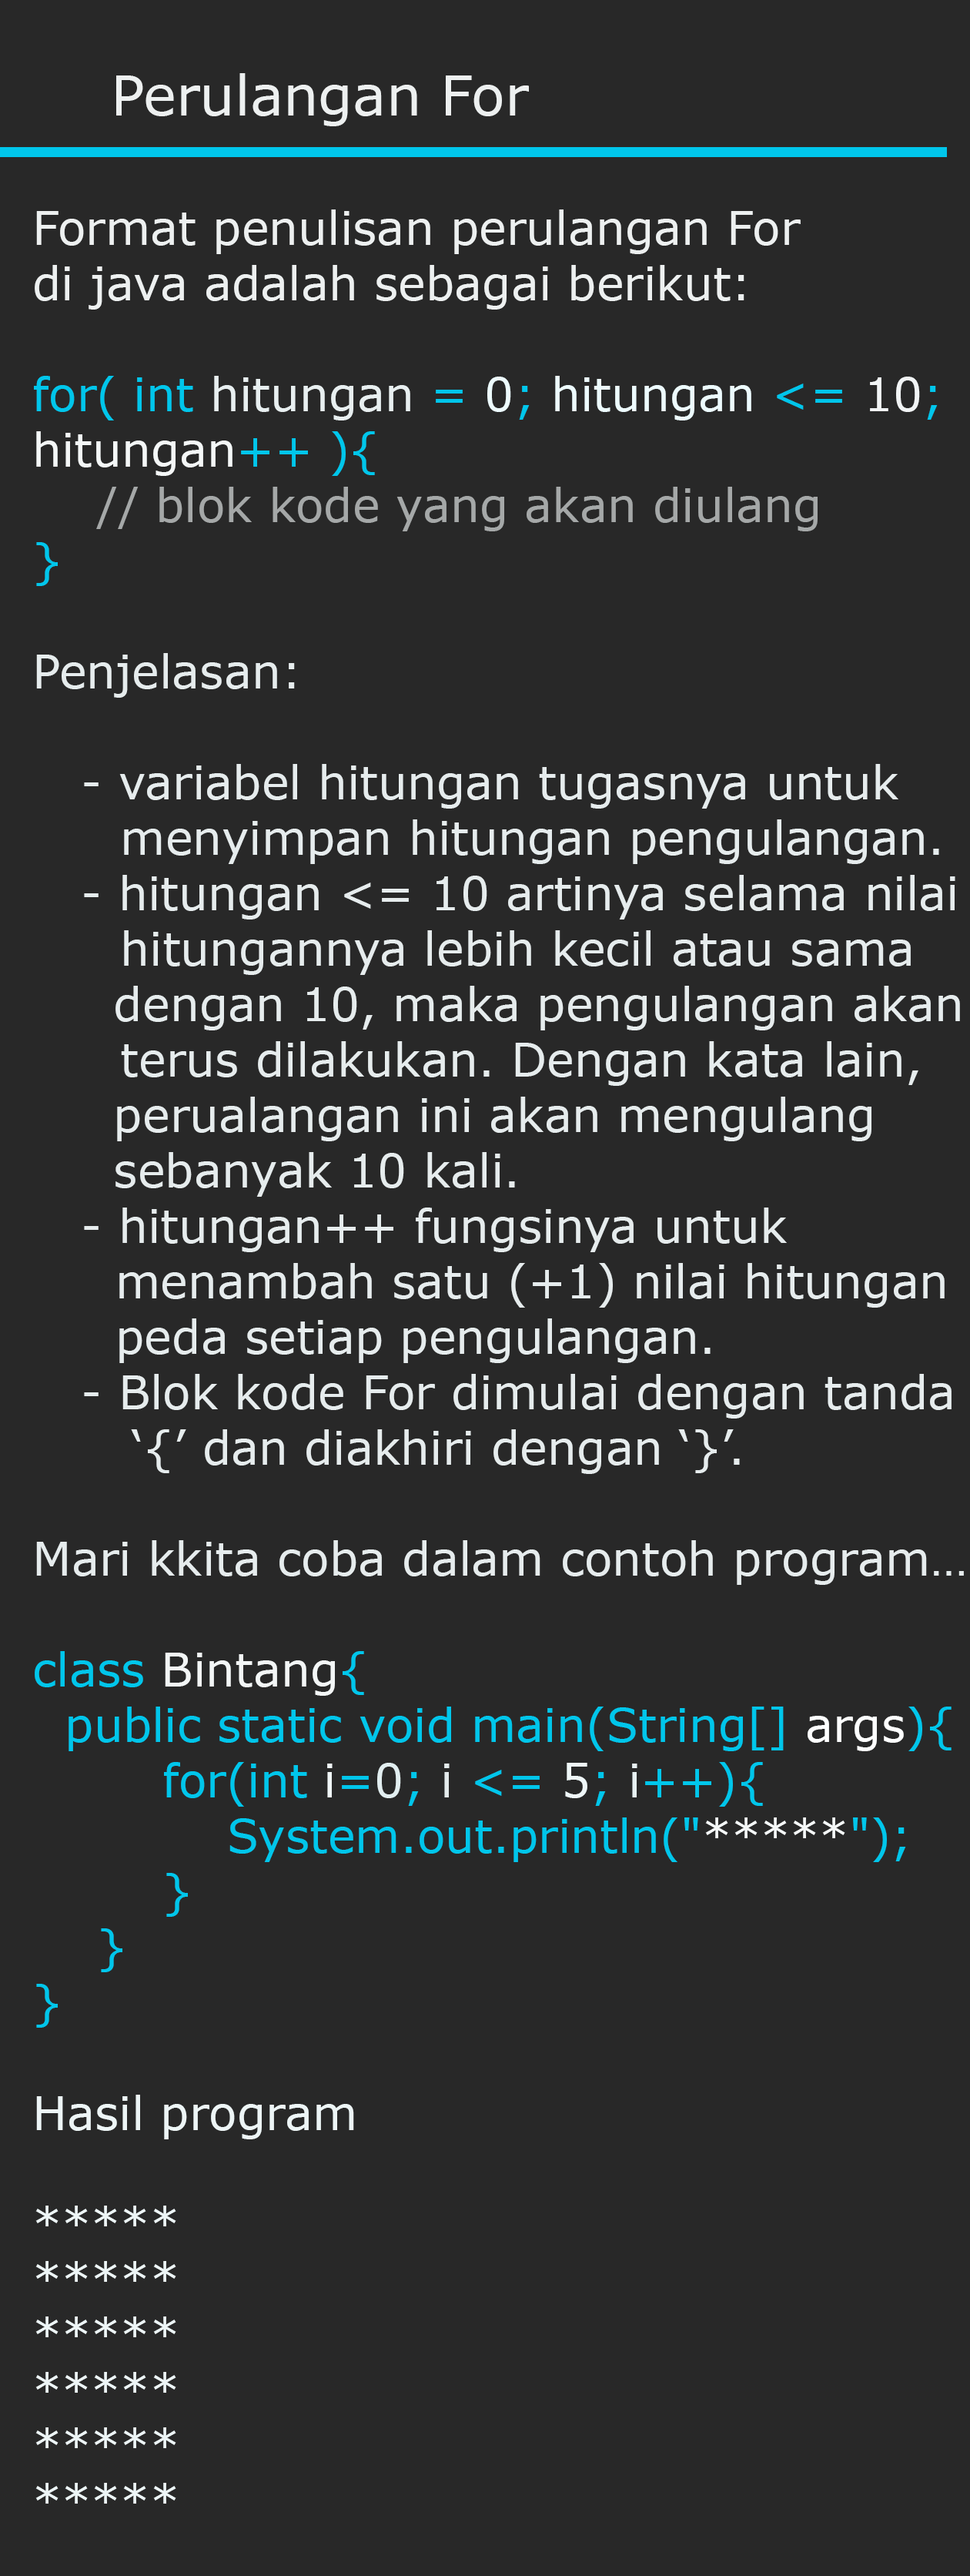 Perulangan For
Format penulisan perulangan For
di java adalah sebagai berikut:
for( int hitungan = 0; hitungan <= 10;
hitungan++ ){
// blok kode yang akan diulang
}
Penjelasan:
- variabel hitungan tugasnya untuk
menyimpan hitungan pengulangan.
- hitungan <= 10 artinya selama nilai
hitungannya lebih kecil atau sama
dengan 10, maka pengulangan akan
terus dilakukan. Dengan kata lain,
perualangan ini akan mengulang
sebanyak 10 kali.
- hitungan++ fungsinya untuk
menambah satu (+1) nilai hitungan
peda setiap pengulangan.
- Blok kode For dimulai dengan tanda
‘{’ dan diakhiri dengan ‘}’.
Mari kkita coba dalam contoh program…
class Bintang{
public static void main(String[] args){
for(int i=0; i <= 5; i++){
System.out.println("*****");
}
}
}
Hasil program
*****
*****
*****
*****
*****
*****